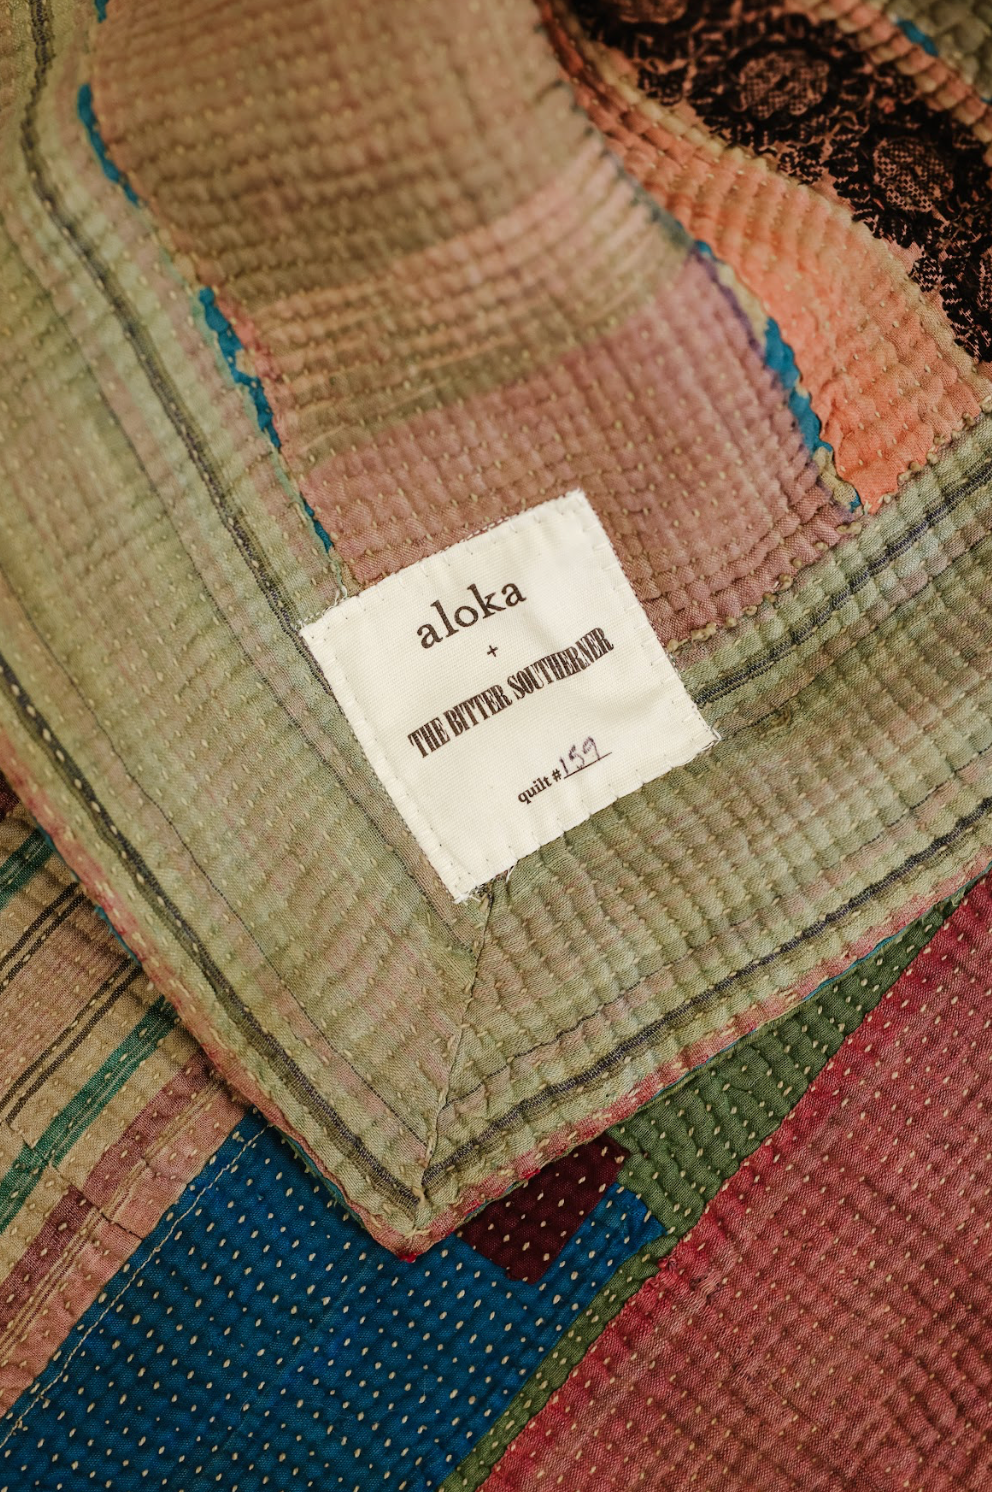 aloka
+
THE BITTER SOUTHERNER
quilt #159